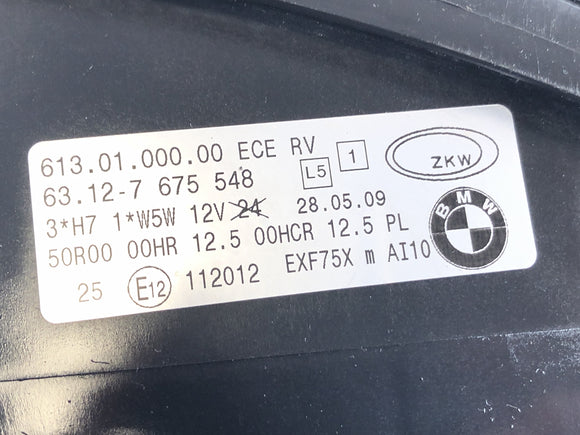 613.01.000.00 ECE RV
63.12-7 675 548 L5 1
ZKW
3*H7 1*W5W 12V 24 28.05.09
BMW
50R00 00HR 12.5 00HCR 12.5 PL
25 E12 112012 EXF75X m AI10